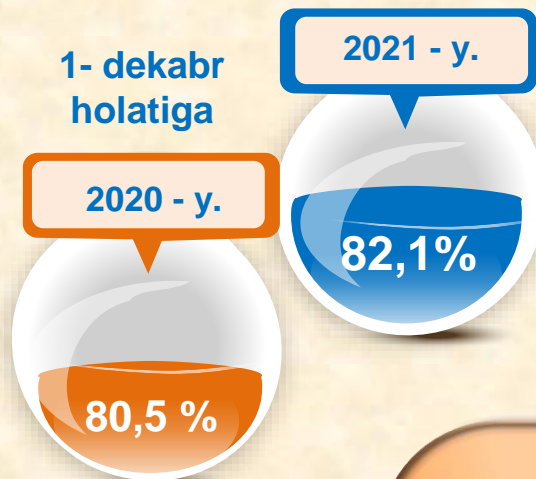 1- dekabr
holatiga
2021 - y.
82,1%
2020 - y.
80,5 %